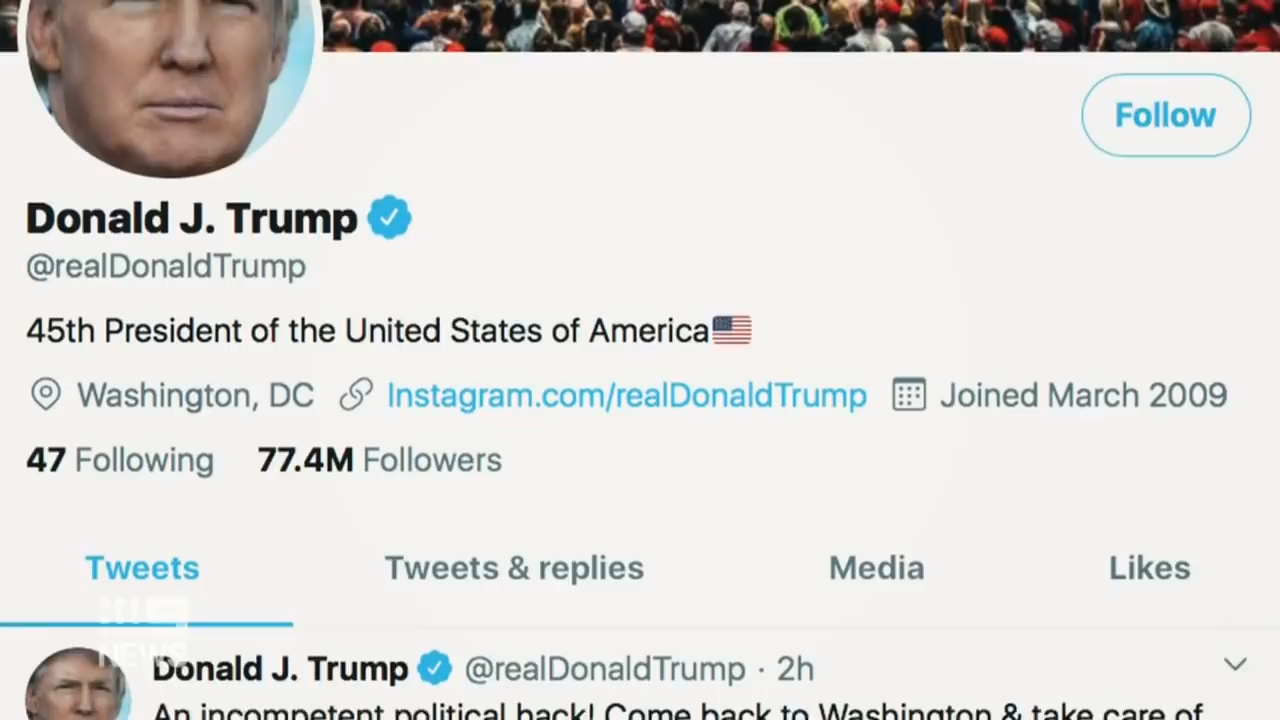 Follow
Donald J. Trump
@realDonaldTrump
45th President of the United States of America
Washington, DC Instagram.com/realDonaldTrump Joined March 2009
47 Following 77.4M Followers
Tweets Tweets & replies Media Likes
NEWS
Donald J. Trump @realDonaldTrump · 2h
An incompetent political hack! Come back to Washington & take care of